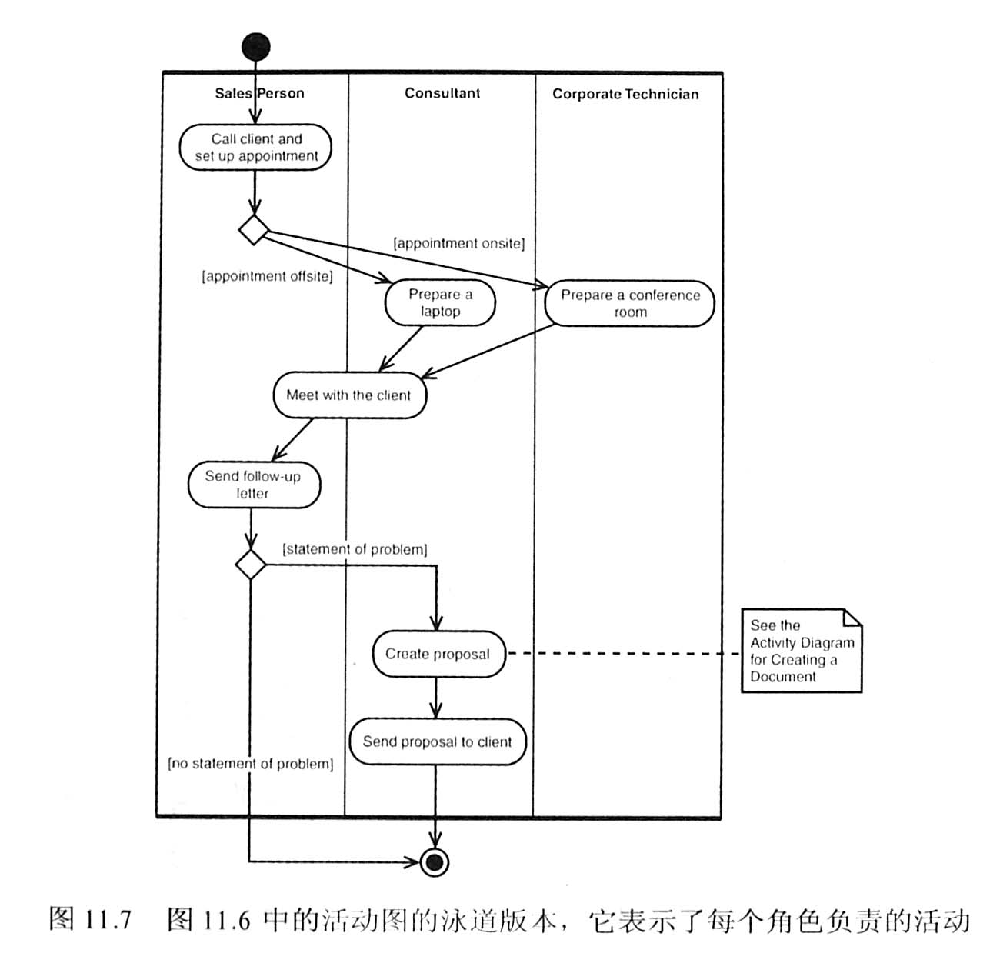 Sales Person
Consultant
Corporate Technician
Call client and
set up appointment
[appointment onsite]
[appointment offsite]
Prepare a
laptop
Prepare a conference
room
Meet with the client
Send follow-up
letter
[statement of problem]
Create proposal
See the
Activity Diagram
for Creating a
Document
Send proposal to client
[no statement of problem]
图 11.7 图 11.6 中的活动图的泳道版本，它表示了每个角色负责的活动